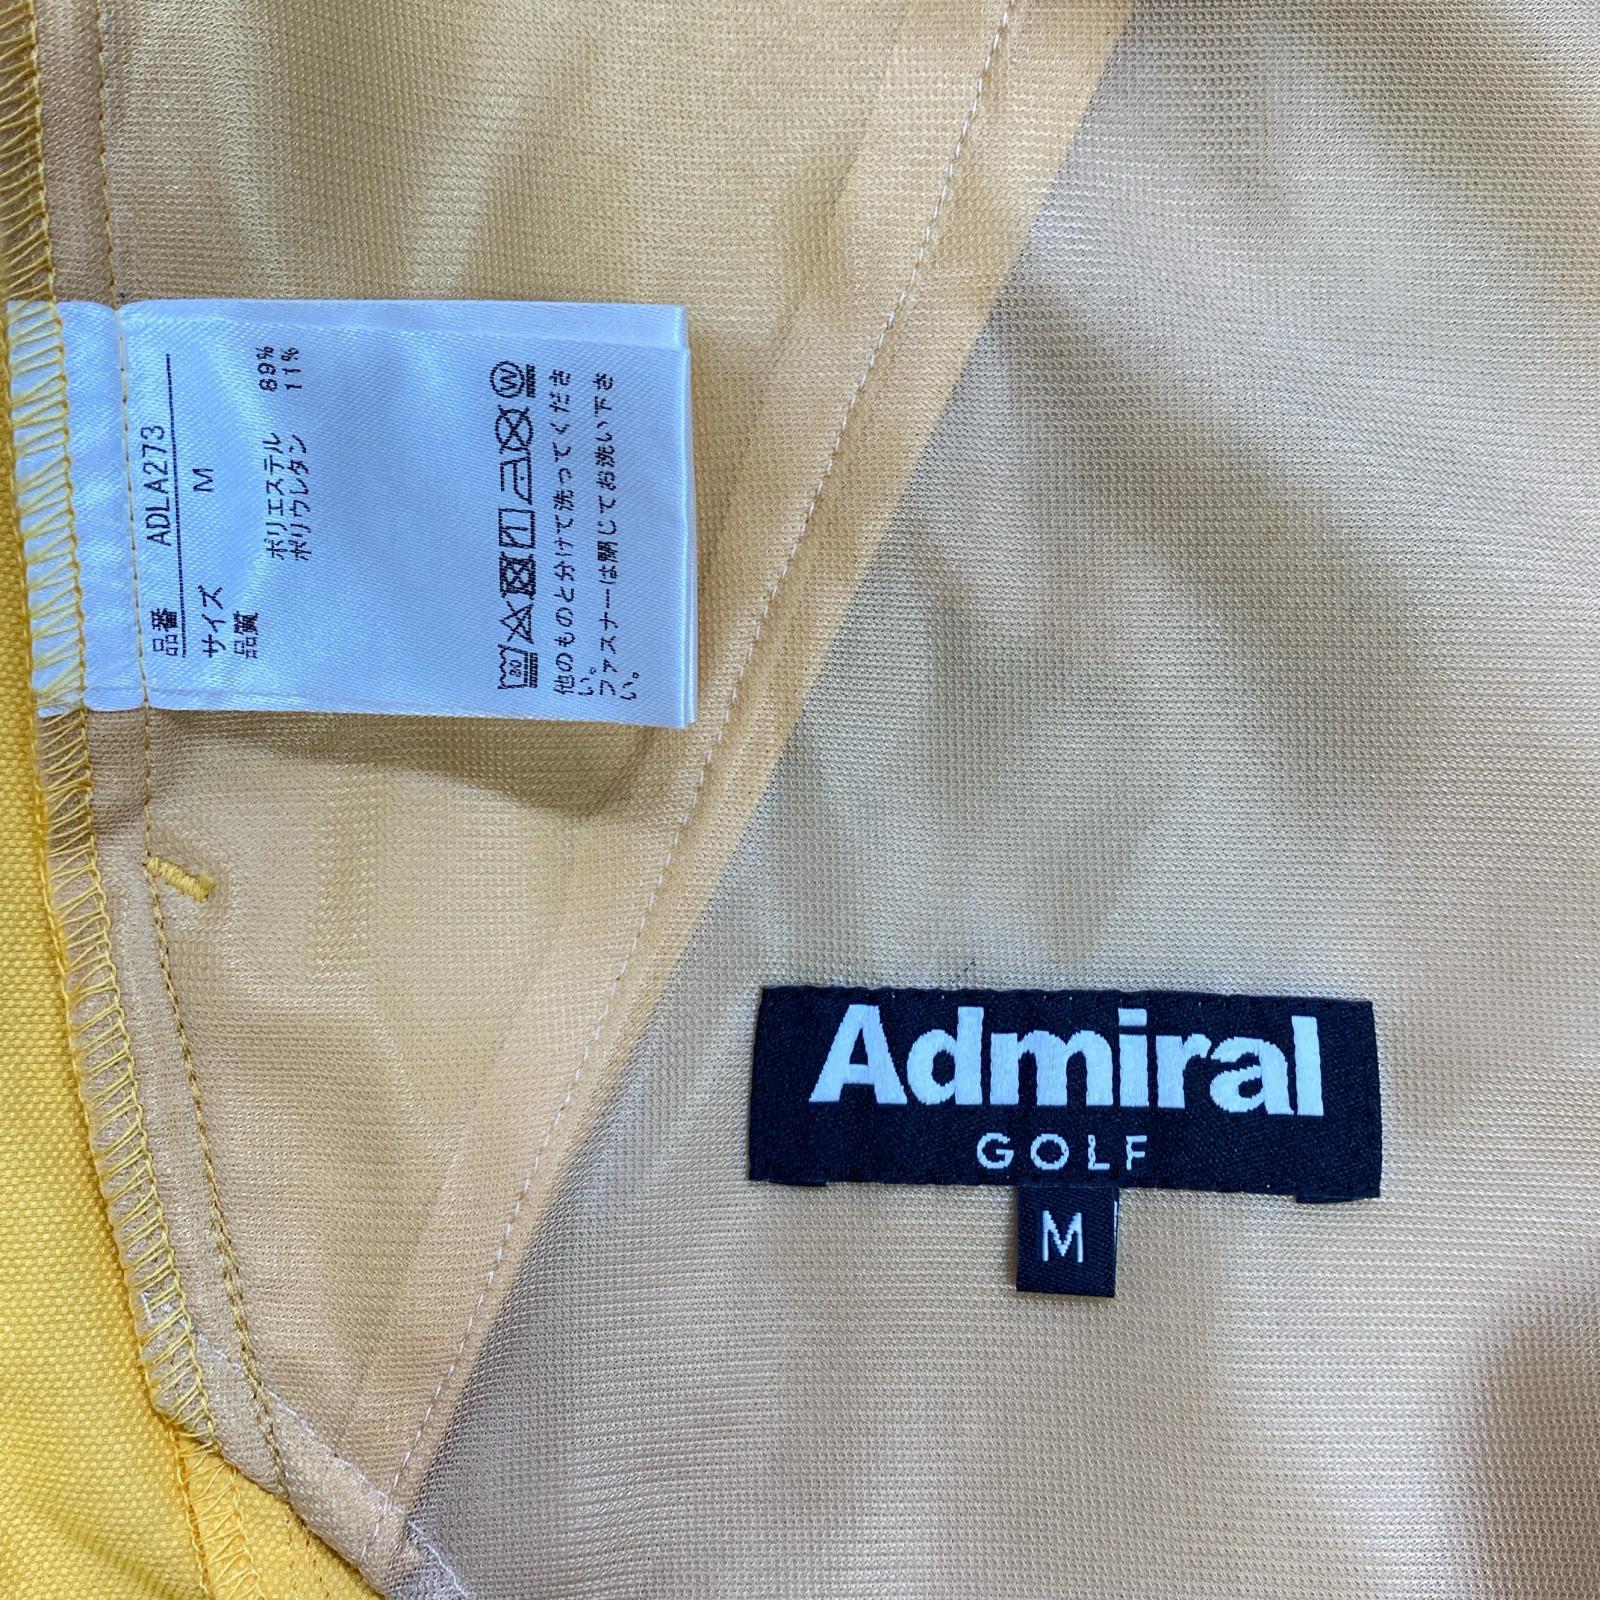 品番 ADLA273
サイズ M
品質
ポリエステル 89%
ポリウレタン 11%
30
W
他のものと分けて洗ってくださ
い。
ファスナーは閉じてお洗い下さ
い。
Admiral
GOLF
M